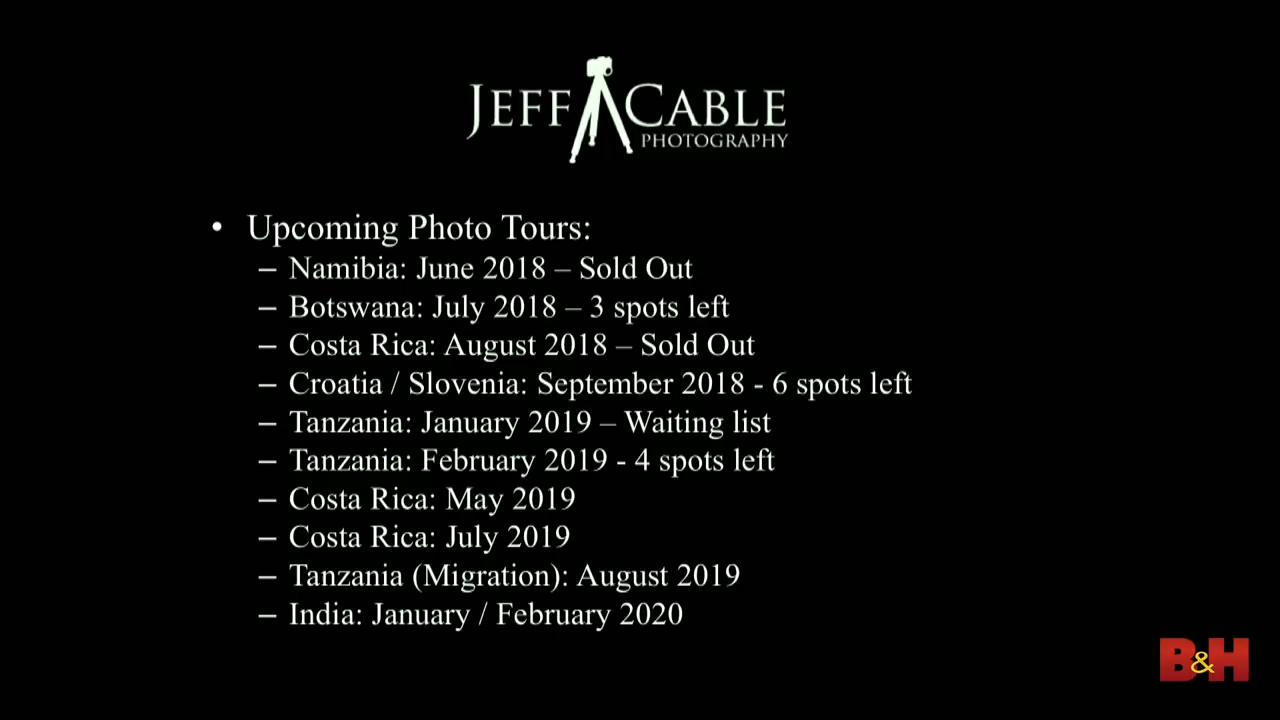 JEFF CABLE
PHOTOGRAPHY
• Upcoming Photo Tours:
– Namibia: June 2018 – Sold Out
– Botswana: July 2018 – 3 spots left
– Costa Rica: August 2018 – Sold Out
– Croatia / Slovenia: September 2018 - 6 spots left
– Tanzania: January 2019 – Waiting list
– Tanzania: February 2019 - 4 spots left
– Costa Rica: May 2019
– Costa Rica: July 2019
– Tanzania (Migration): August 2019
– India: January / February 2020
B&H